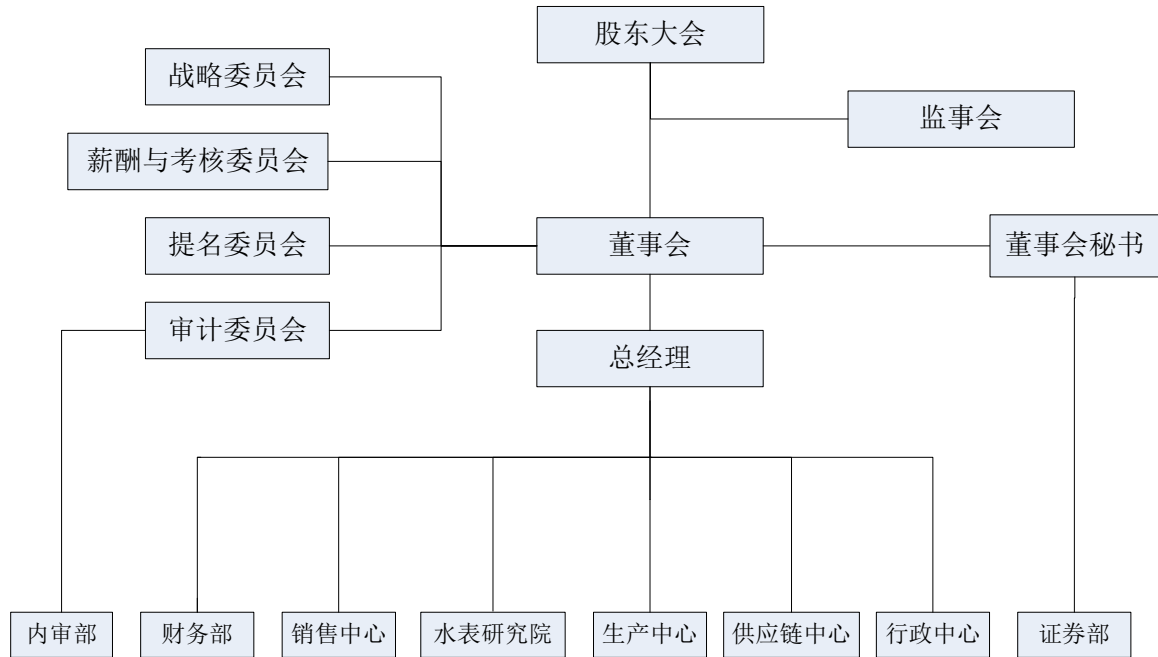 股东大会
战略委员会
监事会
薪酬与考核委员会
提名委员会
董事会
董事会秘书
审计委员会
总经理
内审部
财务部
销售中心
水表研究院
生产中心
供应链中心
行政中心
证券部